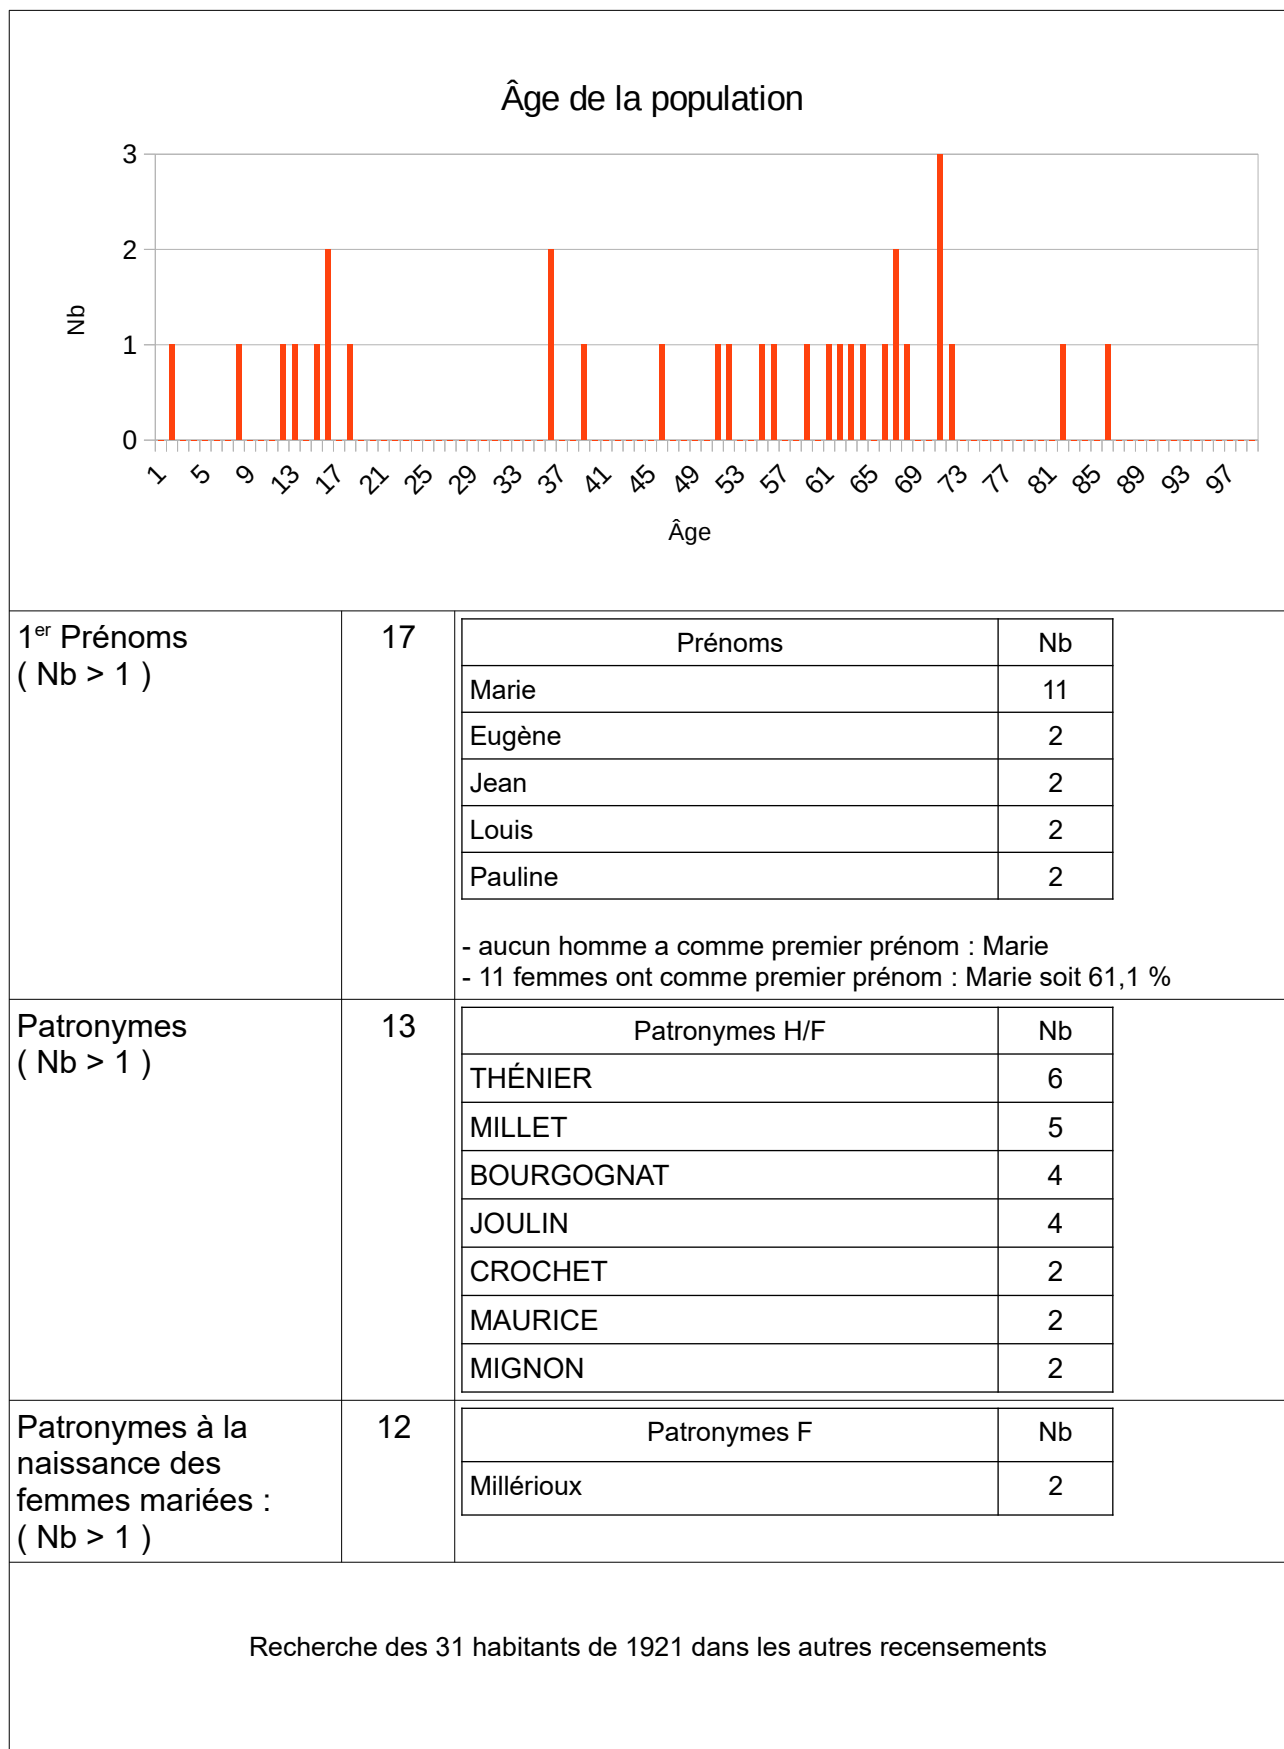 Âge de la population
3
2
1
0
Nb
1 5 9 13 17 21 25 29 33 37 41 45 49 53 57 61 65 69 73 77 81 85 89 93 97
Âge
1er Prénoms
( Nb > 1 )
17
Prénoms Nb
Marie 11
Eugène 2
Jean 2
Louis 2
Pauline 2
- aucun homme a comme premier prénom : Marie
- 11 femmes ont comme premier prénom : Marie soit 61,1 %
Patronymes
( Nb > 1 )
13
Patronymes H/F Nb
THÉNIER 6
MILLET 5
BOURGOGNAT 4
JOULIN 4
CROCHET 2
MAURICE 2
MIGNON 2
Patronymes à la
naissance des
femmes mariées :
( Nb > 1 )
12
Patronymes F Nb
Millérioux 2
Recherche des 31 habitants de 1921 dans les autres recensements